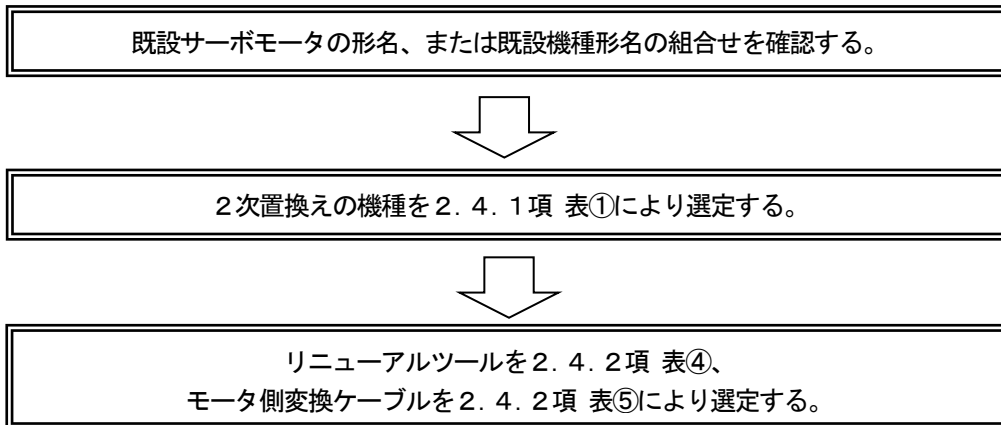 既設サーボモータの形名、または既設機種形名の組合せを確認する。
２次置換えの機種を２．４．１項 表①により選定する。
リニューアルツールを２．４．２項 表④、
モータ側変換ケーブルを２．４．２項 表⑤により選定する。